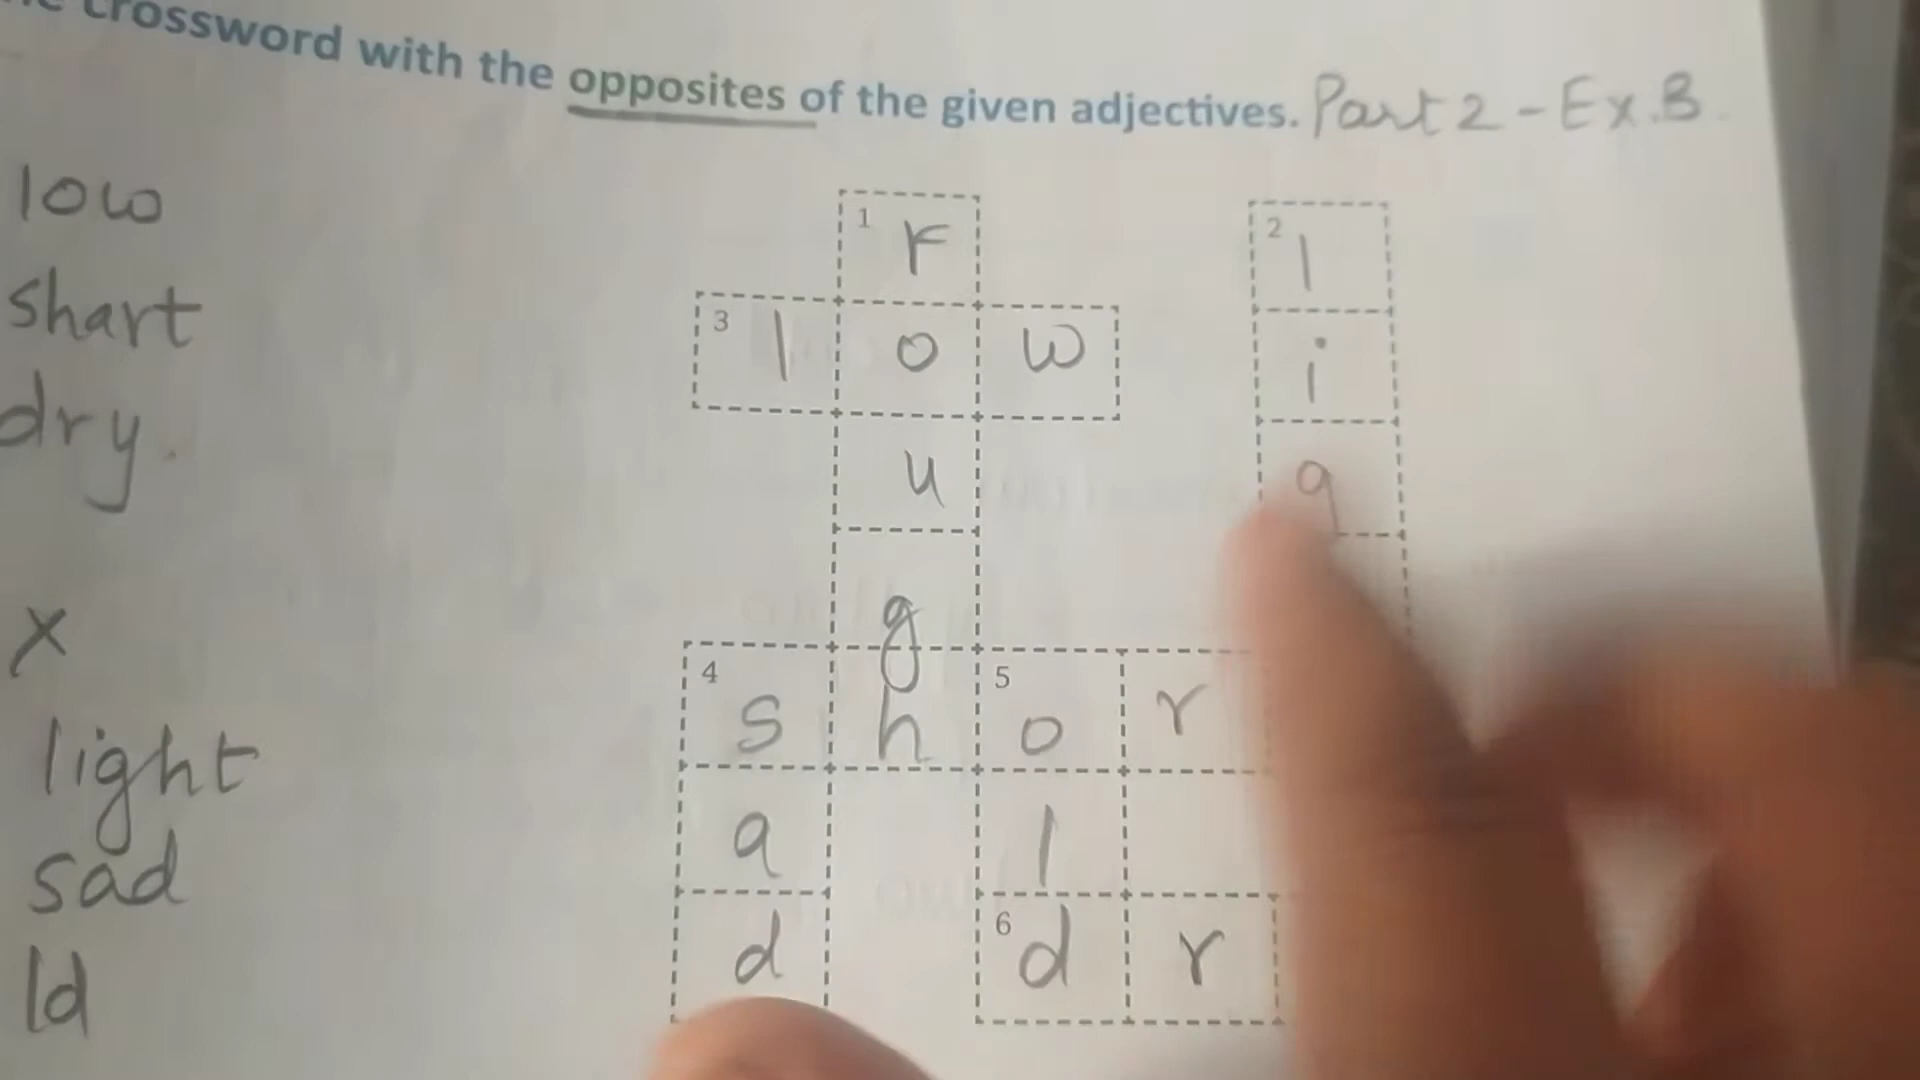 crossword with the opposites of the given adjectives. Part 2 - Ex. B
low
shart
dry.
x
light
sad
ld
1 r
3 l o w
u
g
4 s h 5 o r
a l
d 6 d r
2 l
i
g